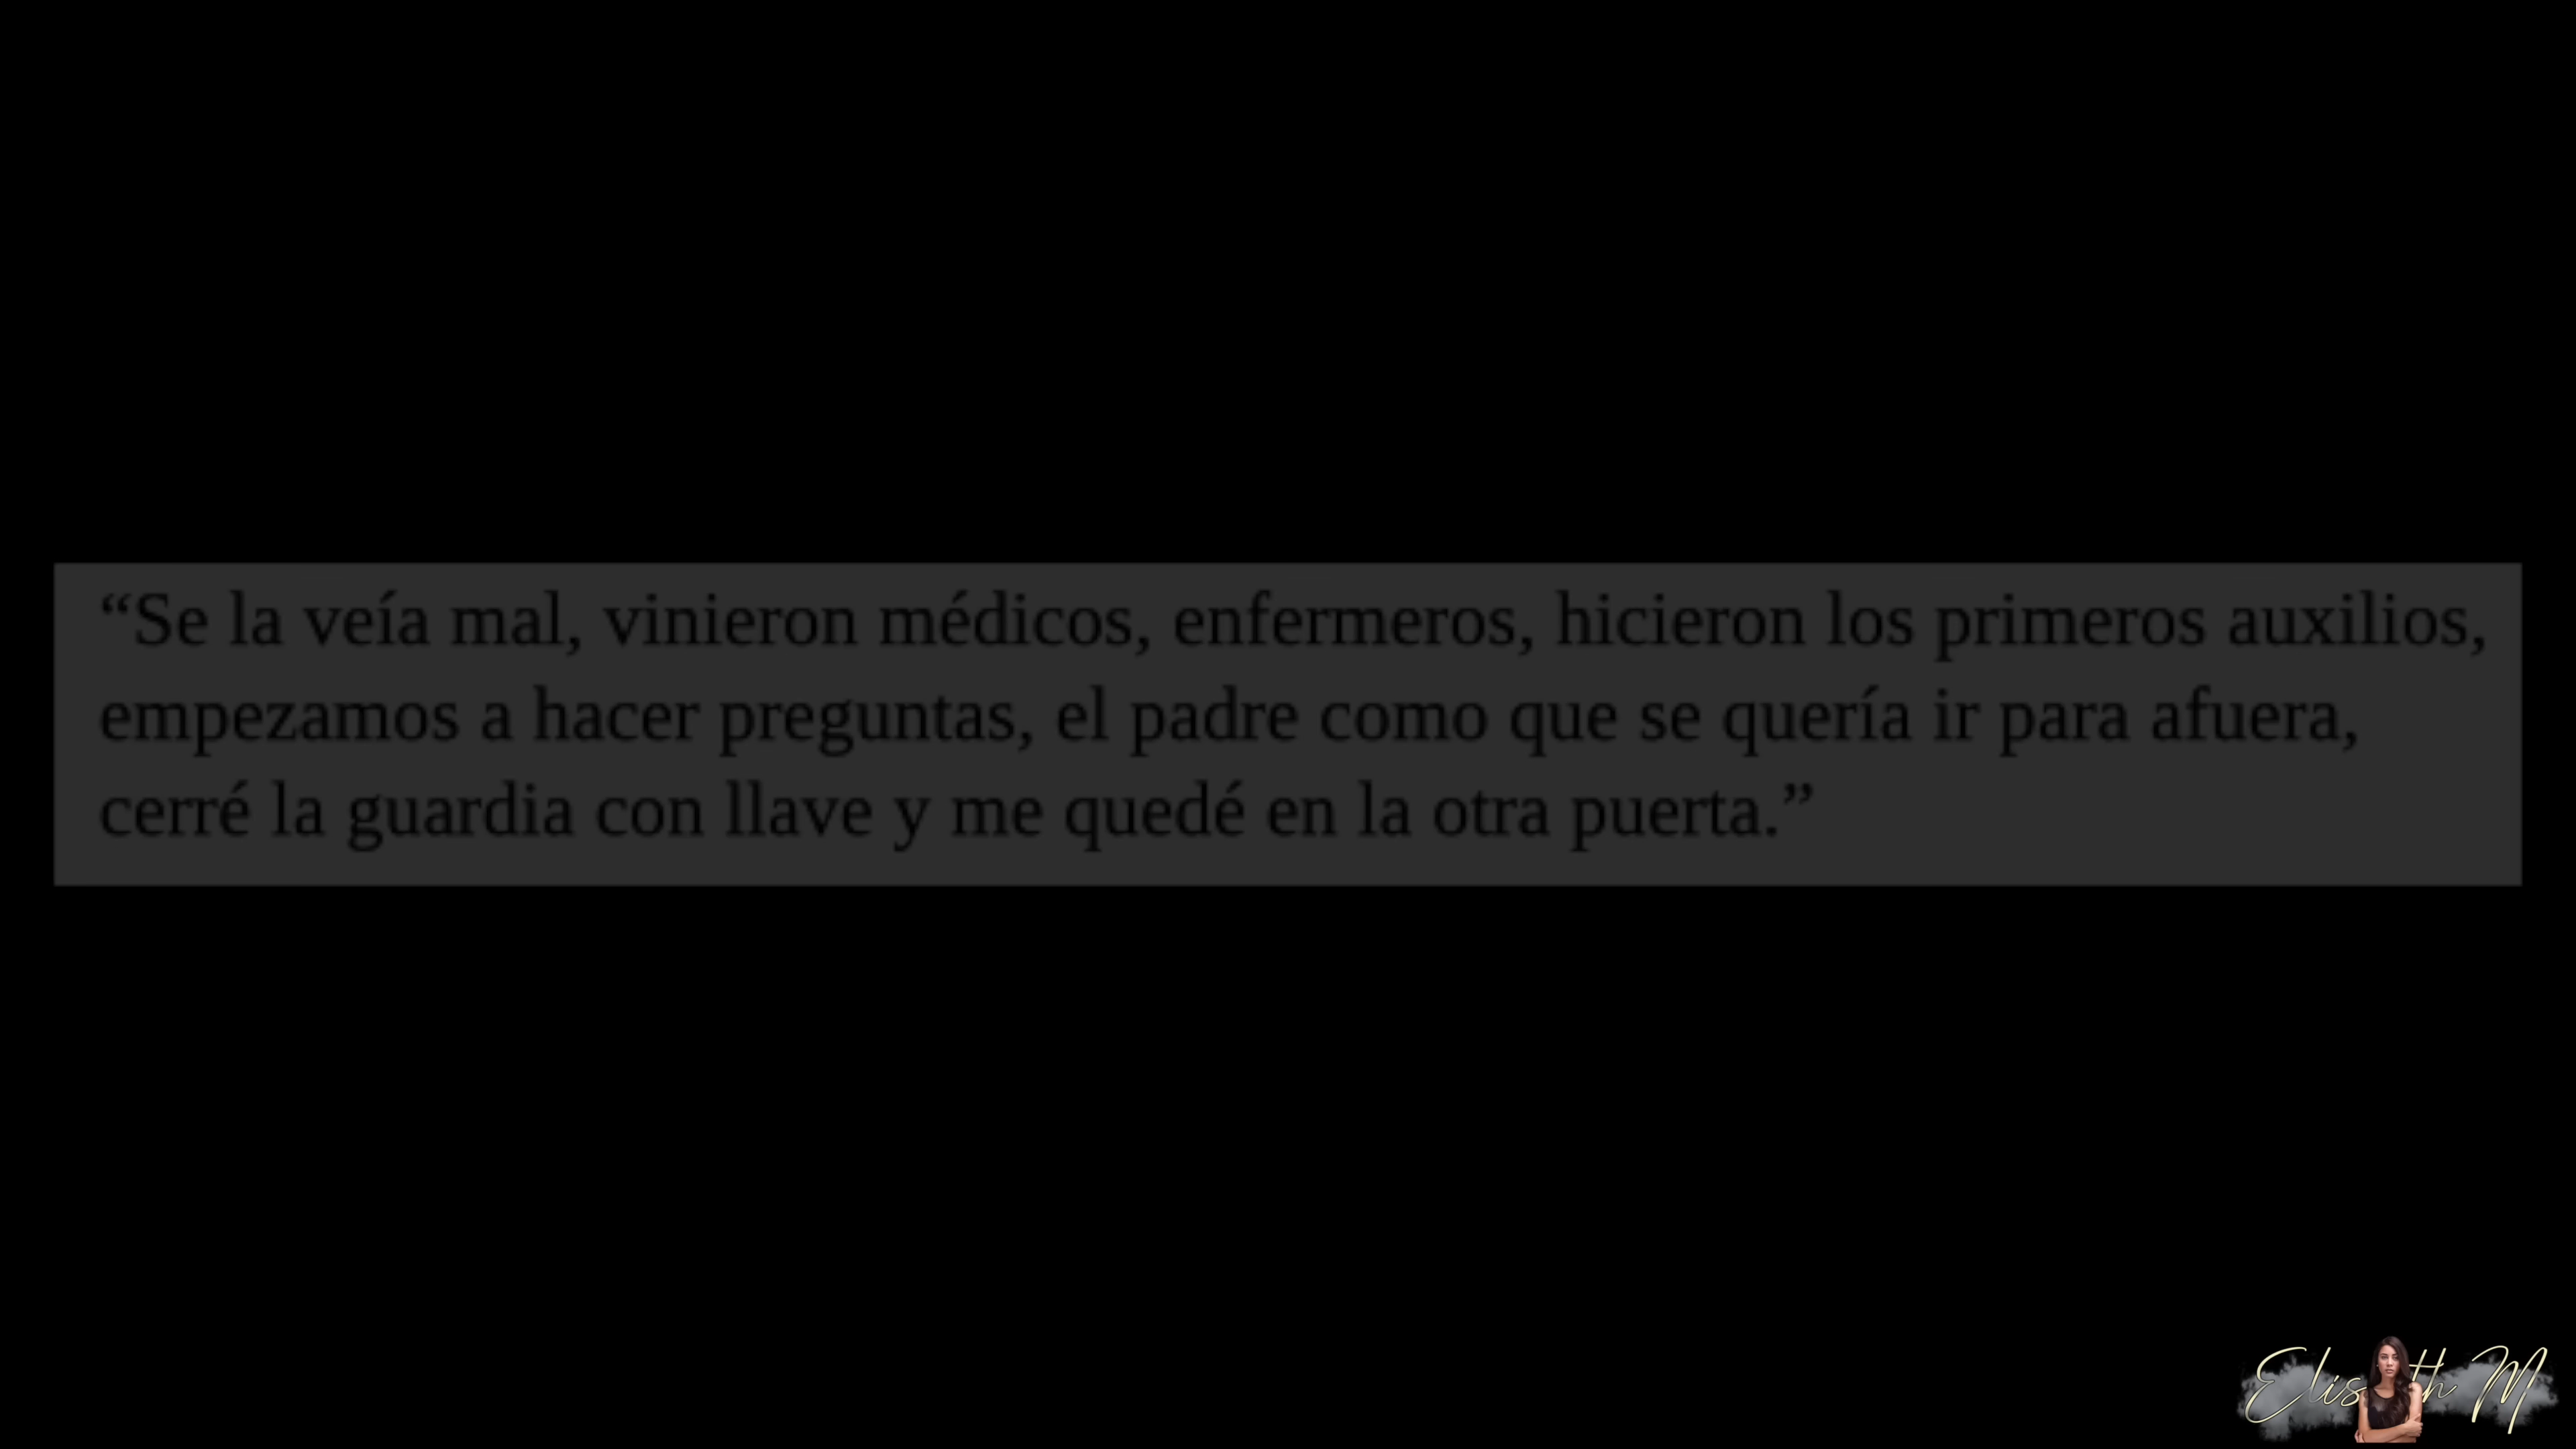 “Se la veía mal, vinieron médicos, enfermeros, hicieron los primeros auxilios,
empezamos a hacer preguntas, el padre como que se quería ir para afuera,
cerré la guardia con llave y me quedé en la otra puerta.”
M